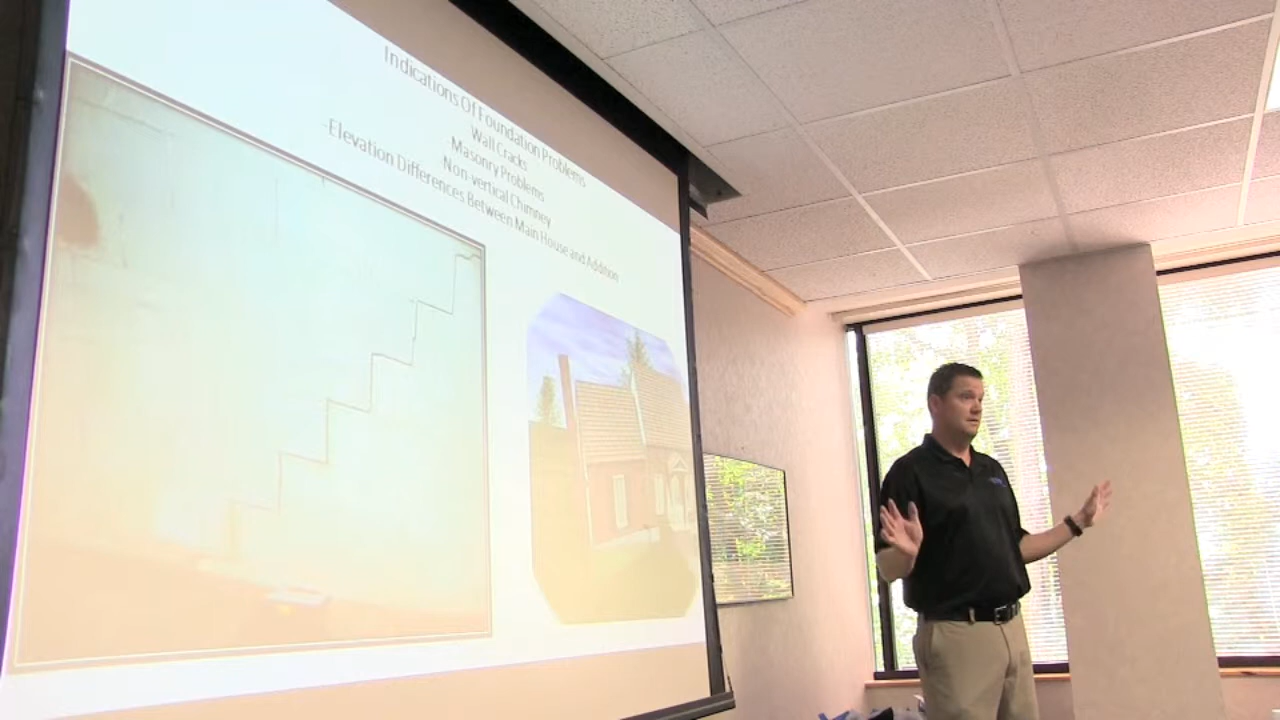 Indications Of Foundation Problems
Wall Cracks
Masonry Problems
Non-vertical Chimney
-Elevation Differences Between Main House and Addition